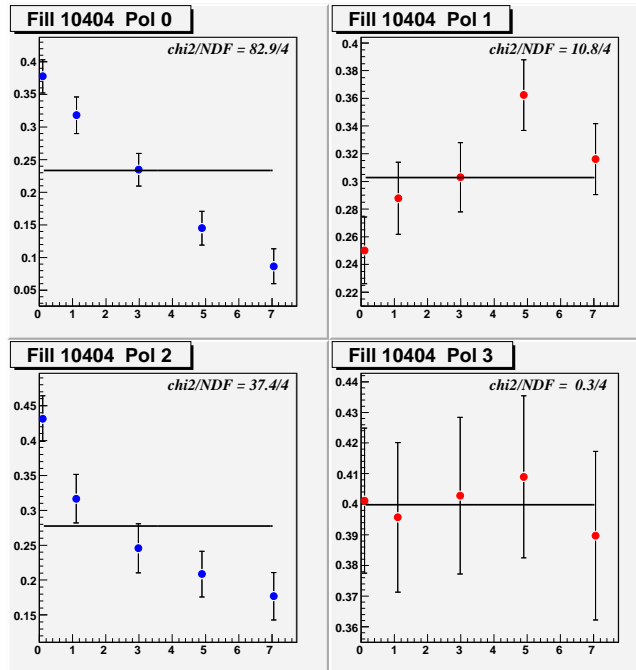 Fill 10404 Pol 0
chi2/NDF = 82.9/4
0.4
0.35
0.3
0.25
0.2
0.15
0.1
0.05
0 1 2 3 4 5 6 7
Fill 10404 Pol 1
chi2/NDF = 10.8/4
0.4
0.38
0.36
0.34
0.32
0.3
0.28
0.26
0.24
0.22
0 1 2 3 4 5 6 7
Fill 10404 Pol 2
chi2/NDF = 37.4/4
0.45
0.4
0.35
0.3
0.25
0.2
0.15
0 1 2 3 4 5 6 7
Fill 10404 Pol 3
chi2/NDF = 0.3/4
0.44
0.43
0.42
0.41
0.4
0.39
0.38
0.37
0.36
0 1 2 3 4 5 6 7